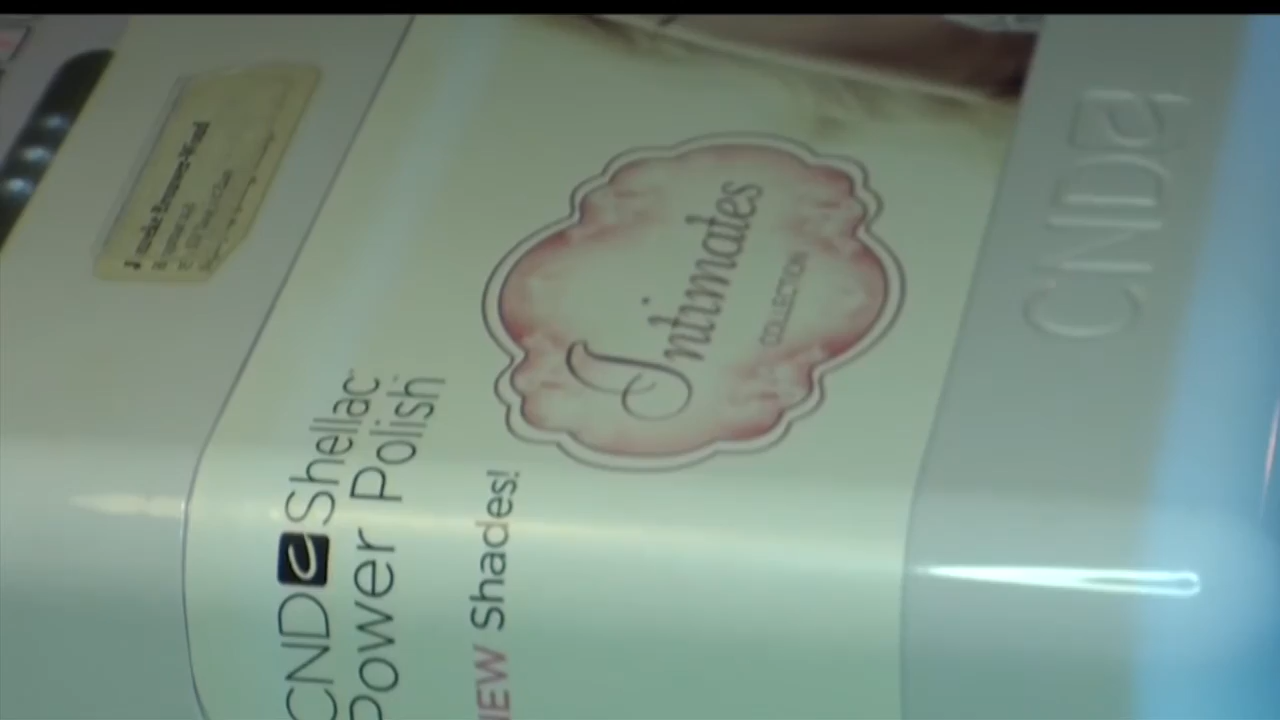 CND Shellac
Power Polish
NEW Shades!
Intimates
COLLECTION
CND